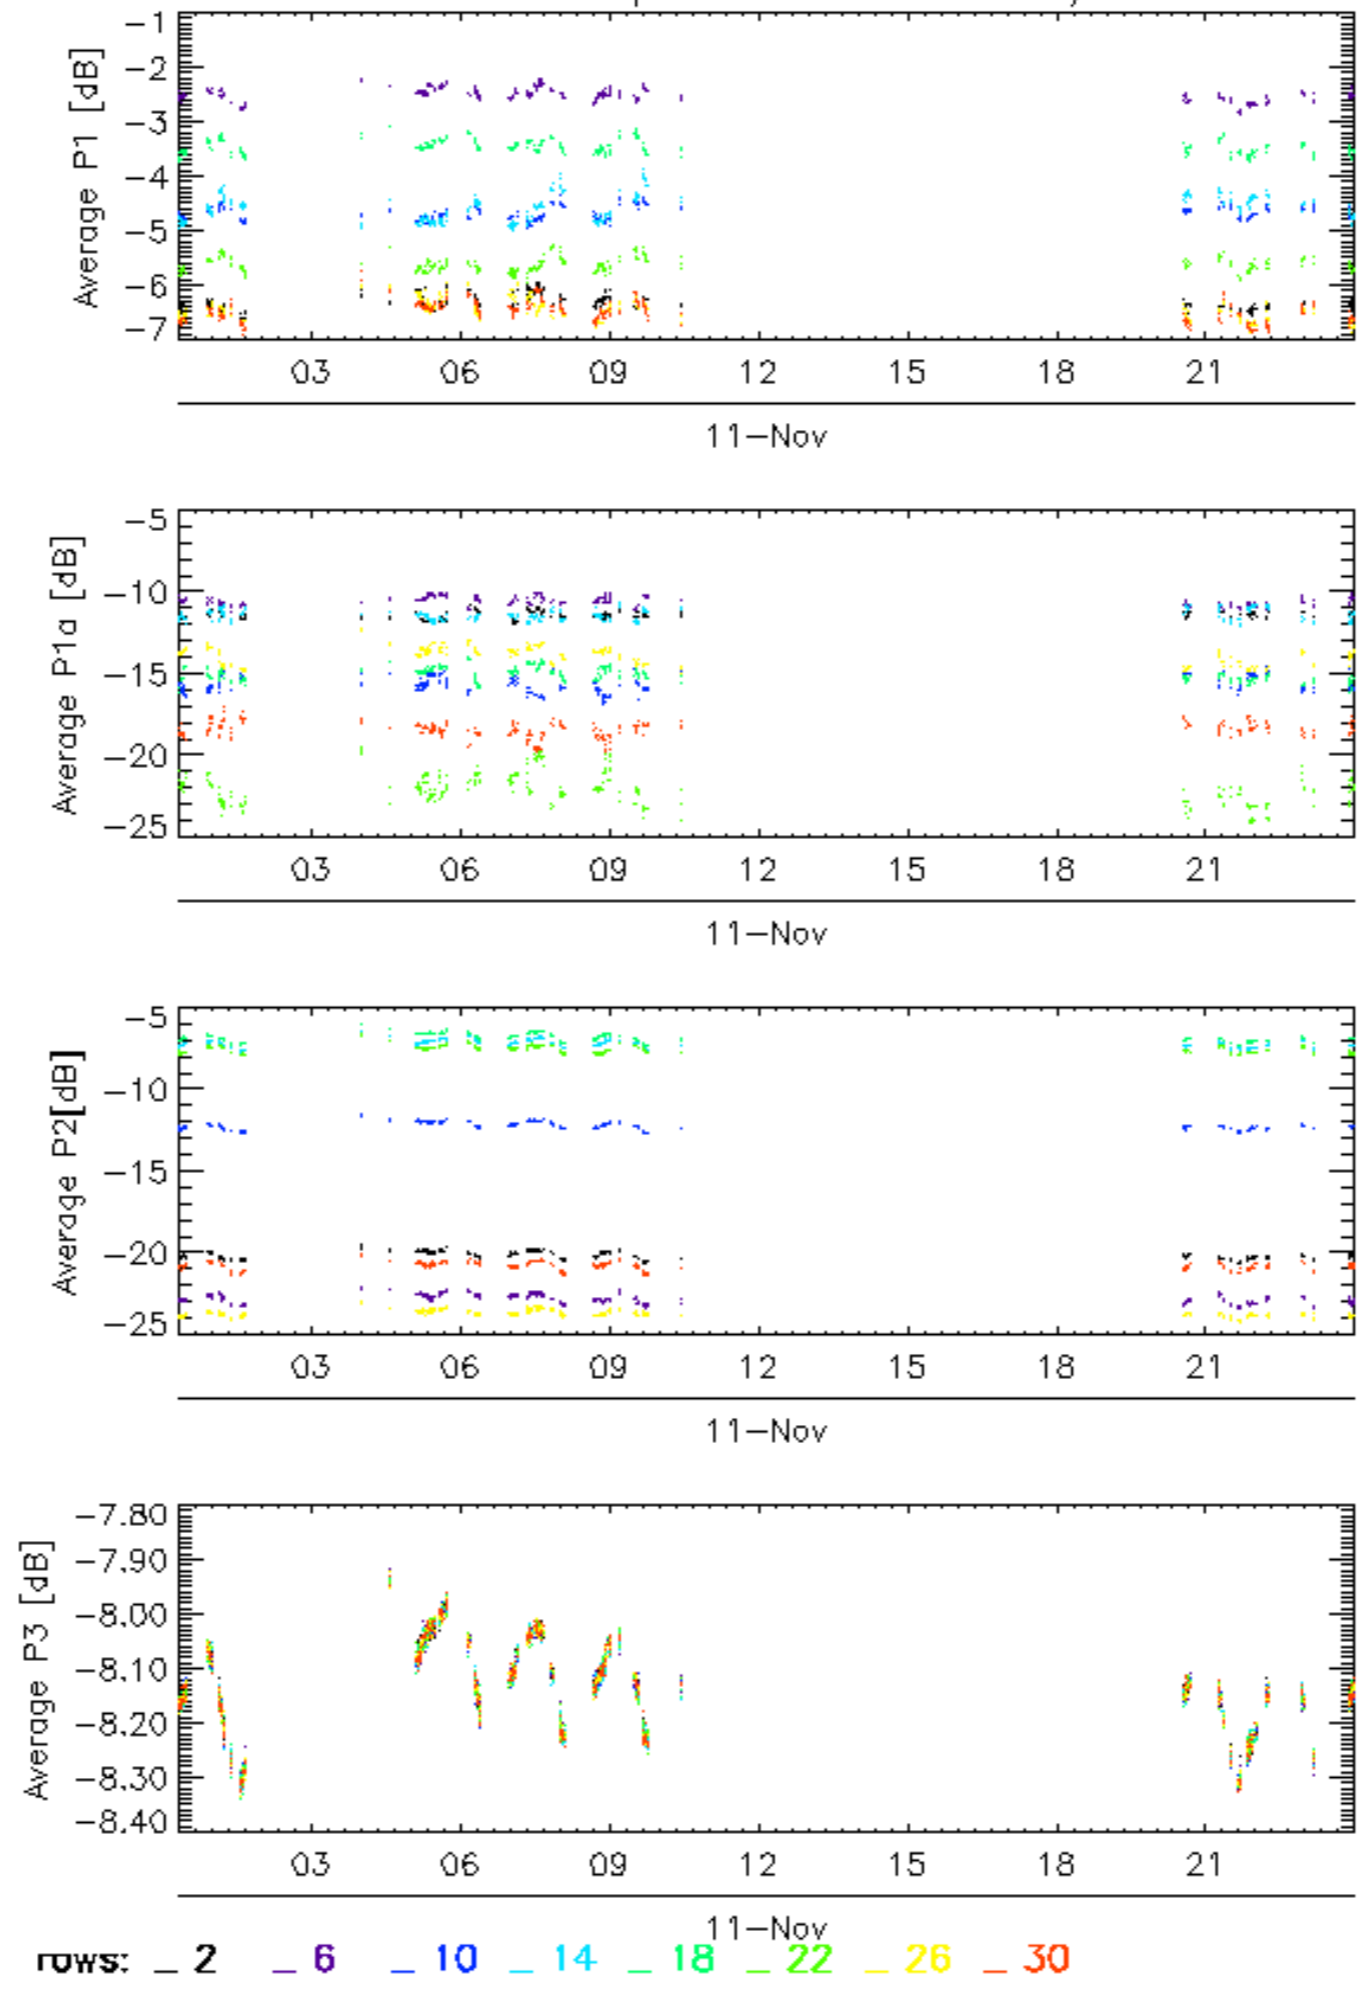 -1
-2
-3
-4
-5
-6
-7
Average P1 [dB]
03 06 09 12 15 18 21
11-Nov
-5
-10
-15
-20
-25
Average P1a [dB]
03 06 09 12 15 18 21
11-Nov
-5
-10
-15
-20
-25
Average P2[dB]
03 06 09 12 15 18 21
11-Nov
-7.80
-7.90
-8.00
-8.10
-8.20
-8.30
-8.40
Average P3 [dB]
03 06 09 12 15 18 21
11-Nov
rows: _ 2 _ 6 _ 10 _ 14 _ 18 _ 22 _ 26 _ 30